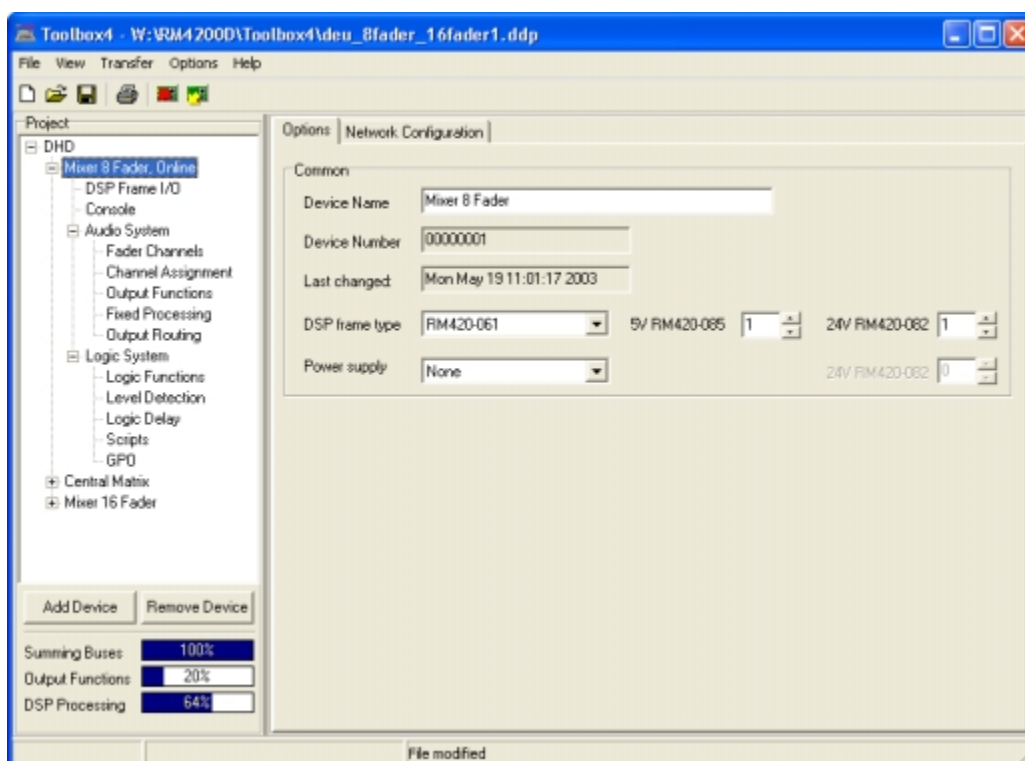 Toolbox4 - W:\RM4200D\Toolbox4\deu_8fader_16fader1.ddp
File View Transfer Options Help
Project
DHD
Mixer 8 Fader, Online
DSP Frame I/O
Console
Audio System
Fader Channels
Channel Assignment
Output Functions
Fixed Processing
Output Routing
Logic System
Logic Functions
Level Detection
Logic Delay
Scripts
GPO
Central Matrix
Mixer 16 Fader
Add Device Remove Device
Summing Buses 100%
Output Functions 20%
DSP Processing 64%
Options Network Configuration
Common
Device Name Mixer 8 Fader
Device Number 00000001
Last changed: Mon May 19 11:01:17 2003
DSP frame type RM420-061 5V RM420-085 1 24V RM420-082 1
Power supply None 24V RM420-082 0
File modified